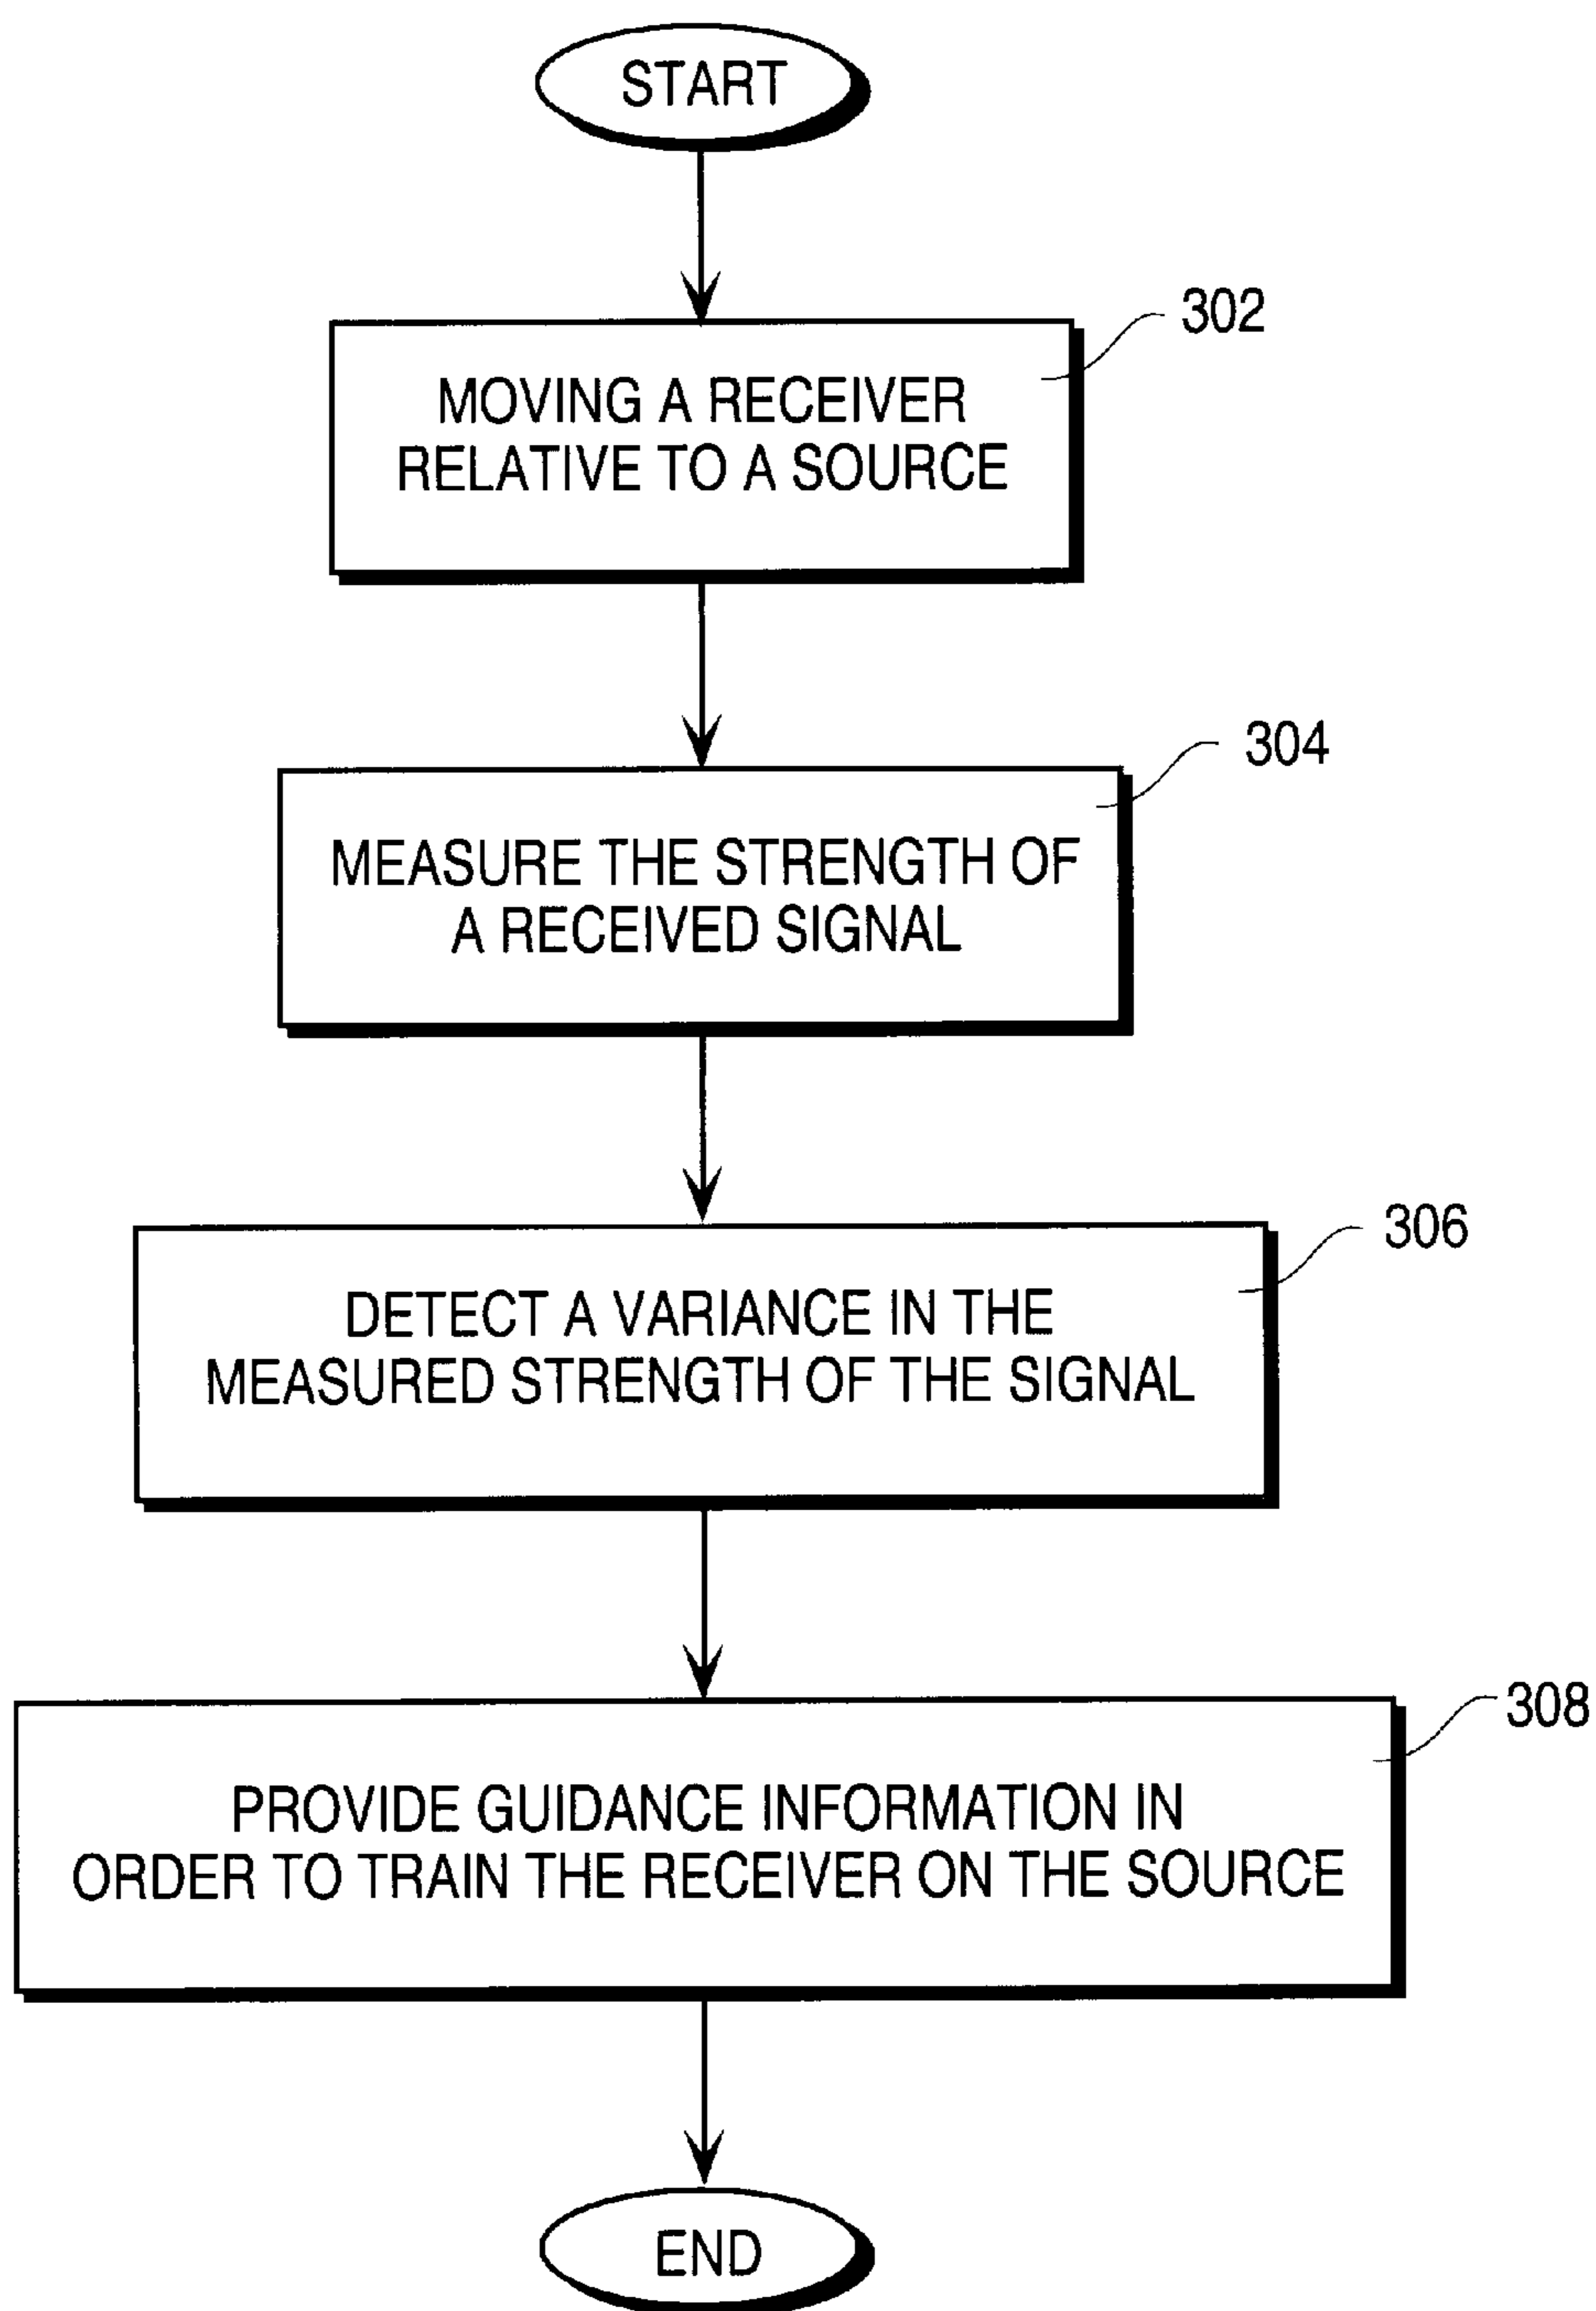 START
302
MOVING A RECEIVER
RELATIVE TO A SOURCE
304
MEASURE THE STRENGTH OF
A RECEIVED SIGNAL
306
DETECT A VARIANCE IN THE
MEASURED STRENGTH OF THE SIGNAL
308
PROVIDE GUIDANCE INFORMATION IN
ORDER TO TRAIN THE RECEIVER ON THE SOURCE
END